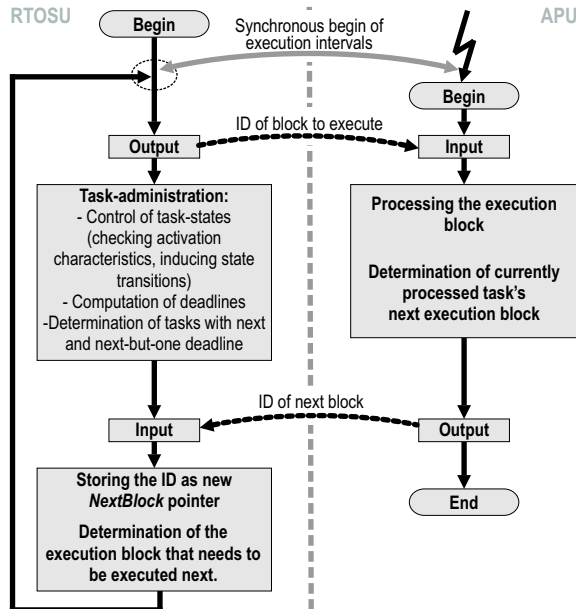 RTOSU
APU
Begin
Synchronous begin of
execution intervals
Begin
ID of block to execute
Output
Input
Task-administration:
- Control of task-states
(checking activation
characteristics, inducing state
transitions)
- Computation of deadlines
-Determination of tasks with next
and next-but-one deadline
Processing the execution
block
Determination of currently
processed task's
next execution block
ID of next block
Input
Output
Storing the ID as new
NextBlock pointer
Determination of the
execution block that needs to
be executed next.
End